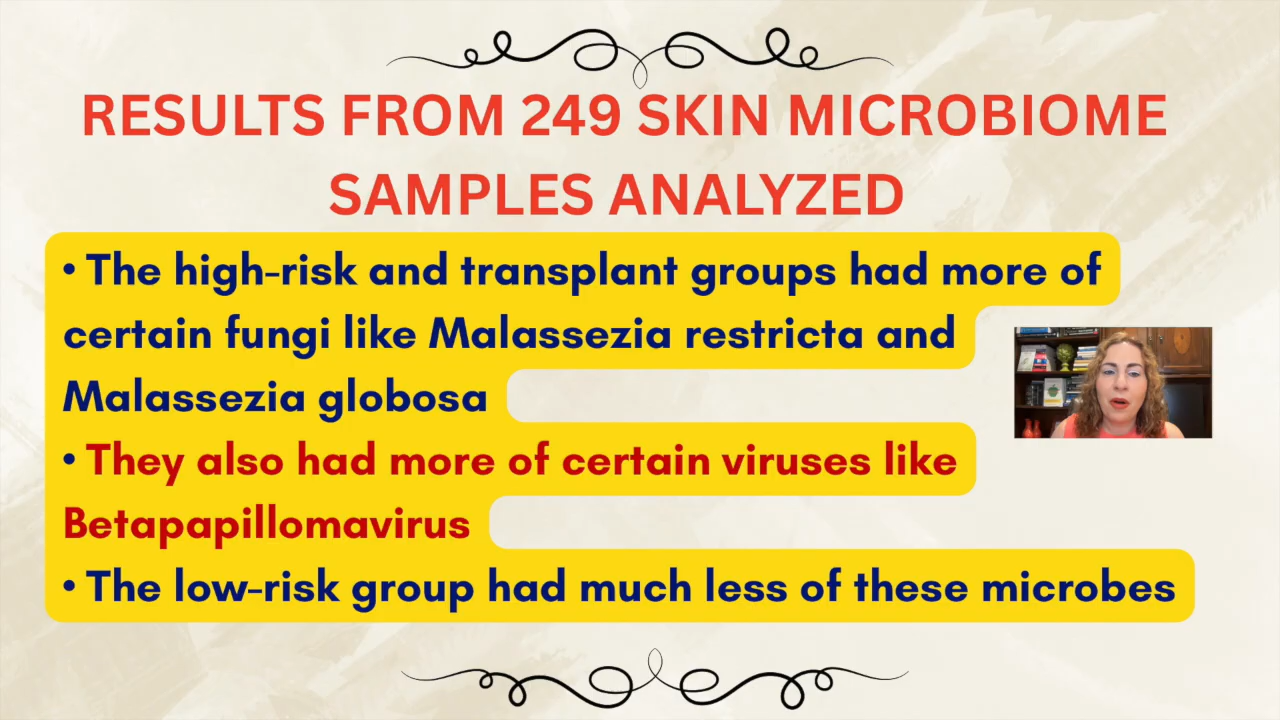 RESULTS FROM 249 SKIN MICROBIOME
SAMPLES ANALYZED
• The high-risk and transplant groups had more of
certain fungi like Malassezia restricta and
Malassezia globosa
• They also had more of certain viruses like
Betapapillomavirus
• The low-risk group had much less of these microbes